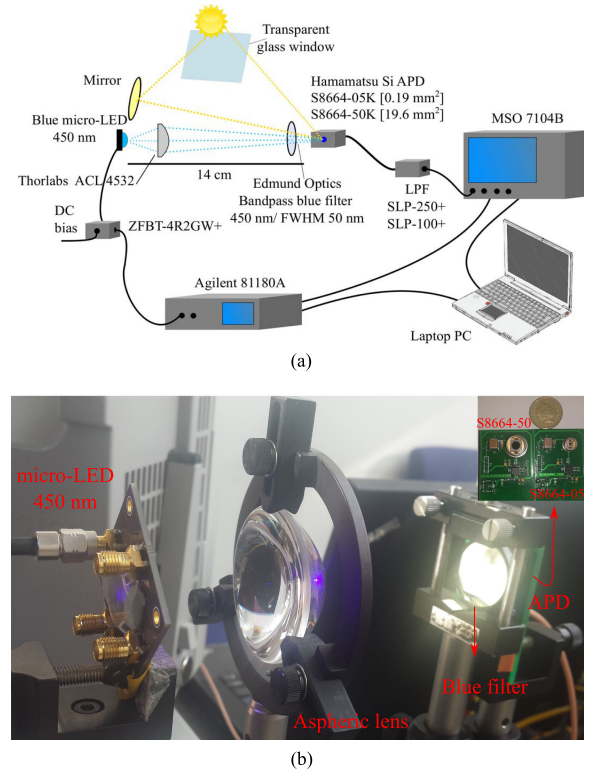 Transparent
glass window
Mirror
Hamamatsu Si APD
S8664-05K [0.19 mm²]
S8664-50K [19.6 mm²]
MSO 7104B
Blue micro-LED
450 nm
Thorlabs ACL 4532
14 cm
Edmund Optics
Bandpass blue filter
450 nm/ FWHM 50 nm
LPF
SLP-250+
SLP-100+
DC
bias
ZFBT-4R2GW+
Agilent 81180A
Laptop PC
(a)
S8664-50
S8664-05
micro-LED
450 nm
APD
Blue filter
Aspheric lens
(b)